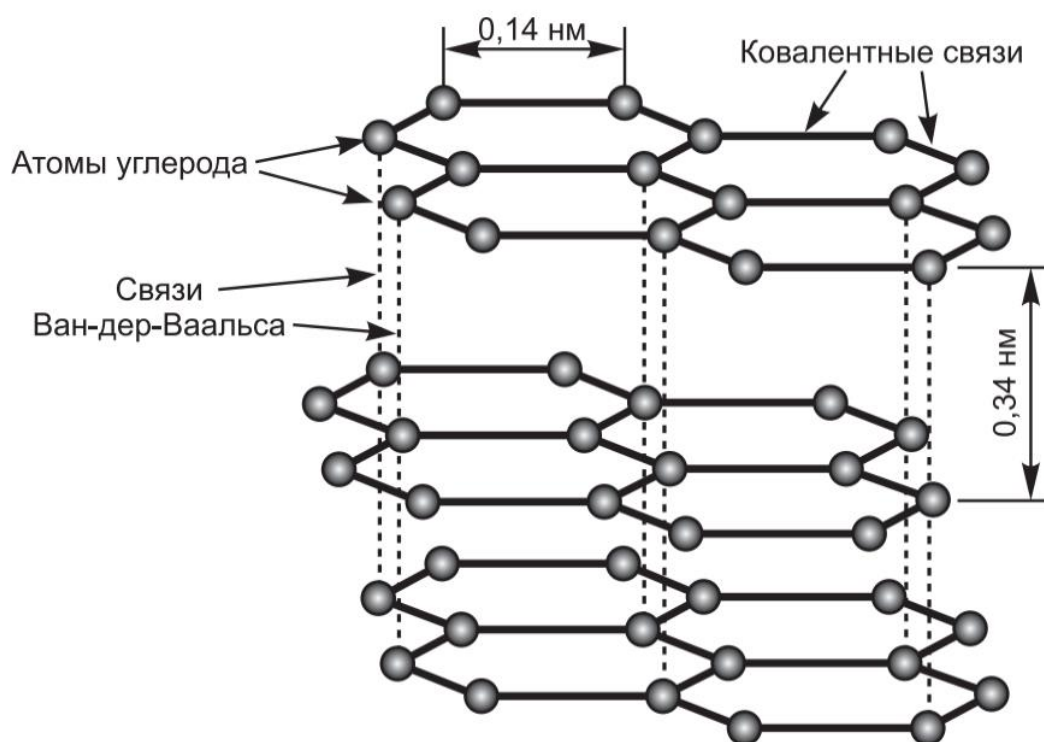 0,14 нм
Ковалентные связи
Атомы углерода
Связи
Ван-дер-Ваальса
0,34 нм